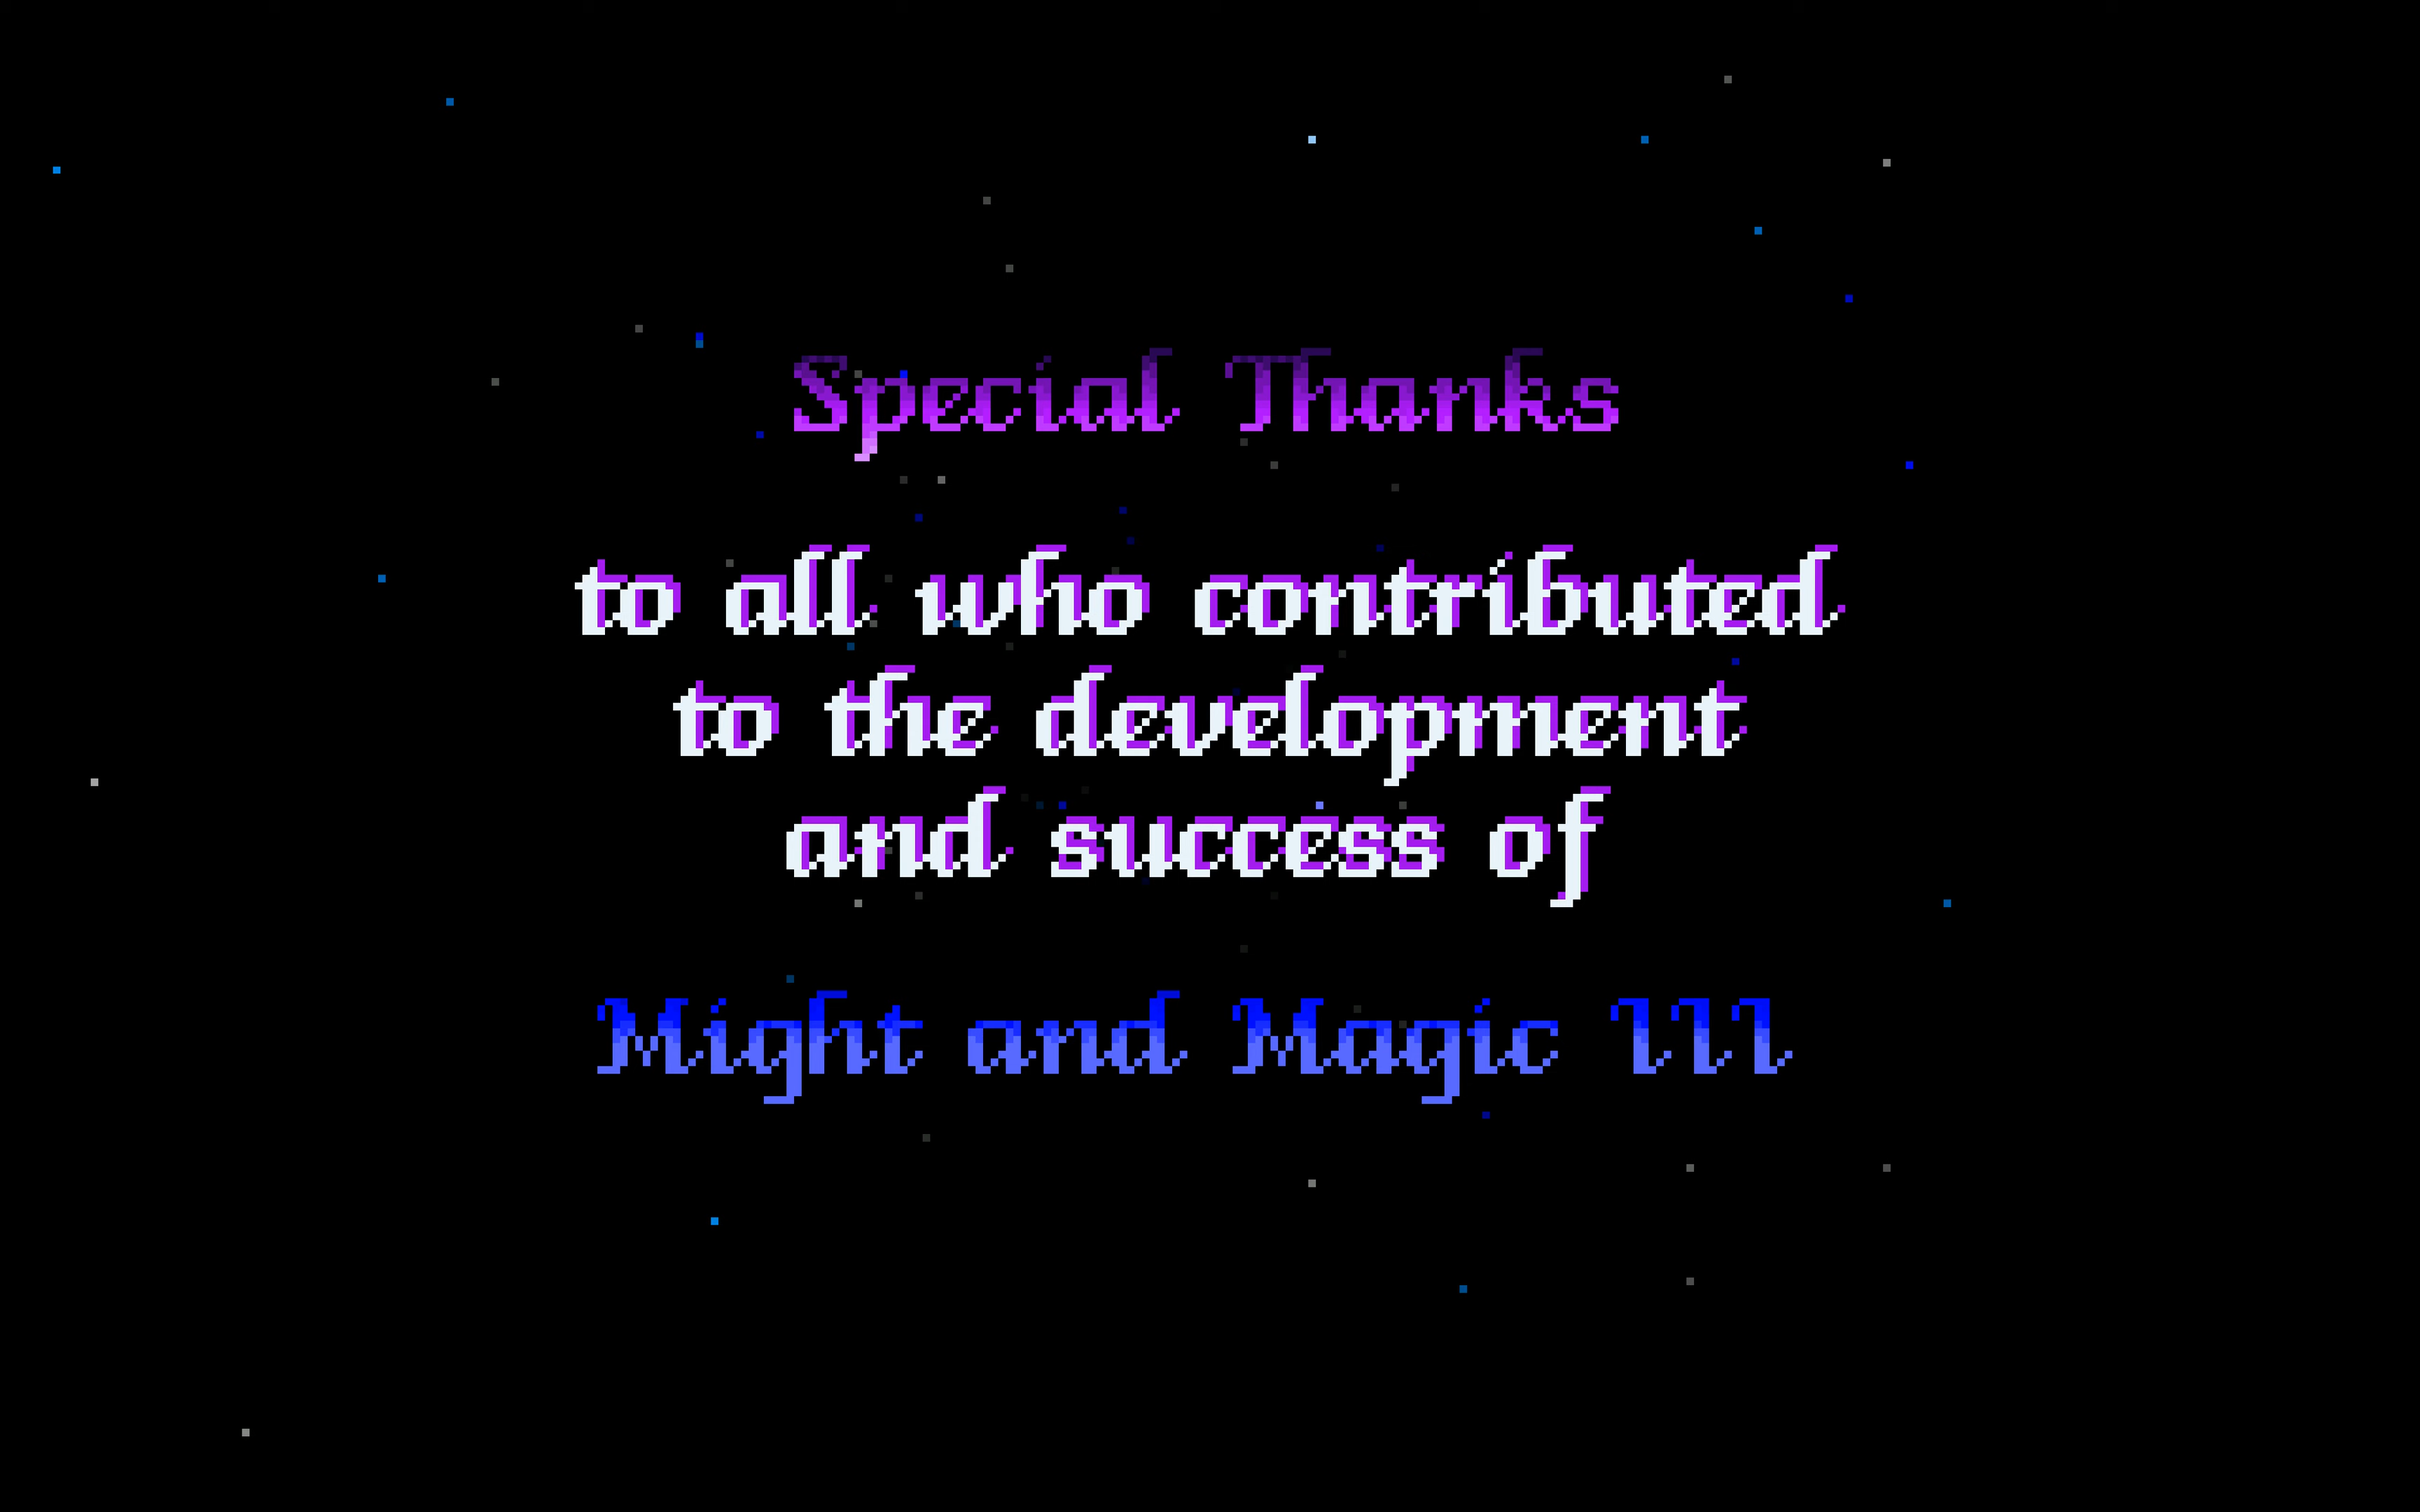 Special Thanks
to all who contributed
to the development
and success of
Might and Magic III